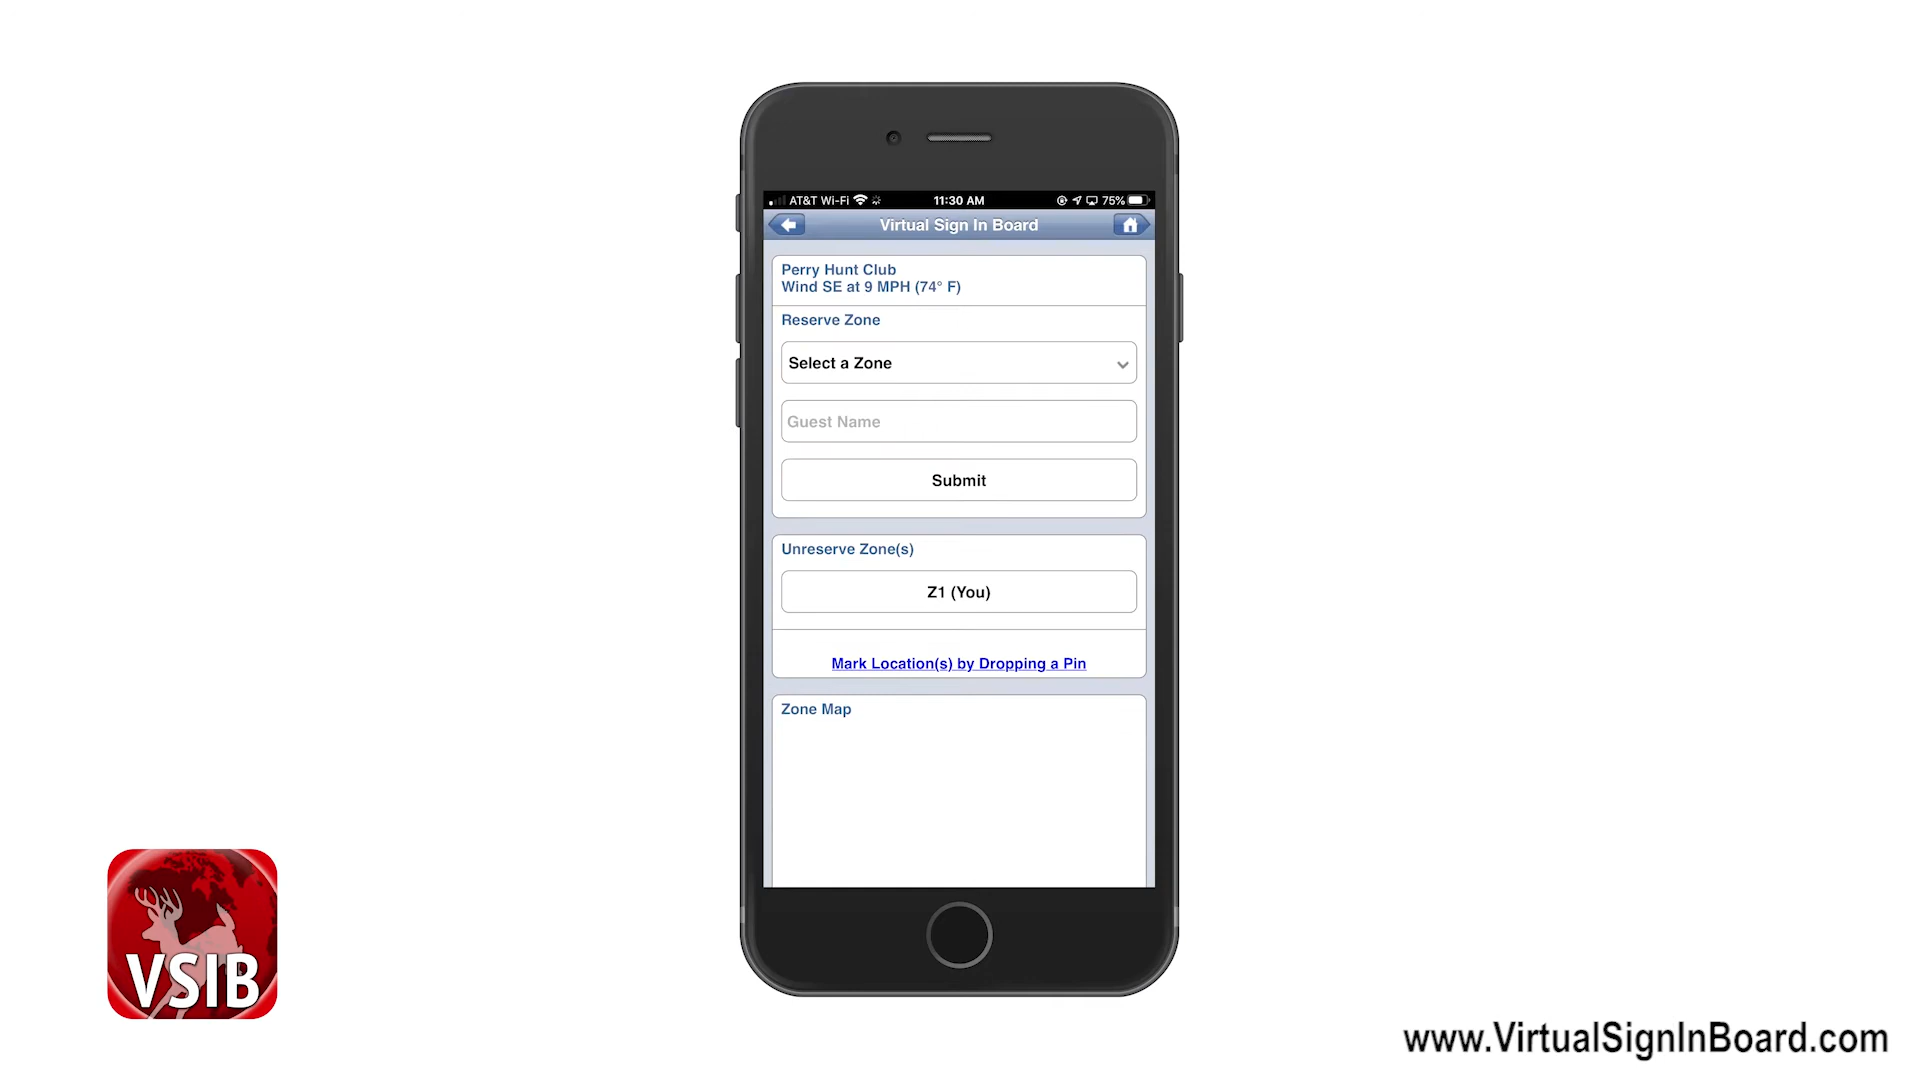 AT&T Wi-Fi 11:30 AM 75%
Virtual Sign In Board
Perry Hunt Club
Wind SE at 9 MPH (74° F)
Reserve Zone
Select a Zone
Guest Name
Submit
Unreserve Zone(s)
Z1 (You)
Mark Location(s) by Dropping a Pin
Zone Map
VSIB
www.VirtualSignInBoard.com